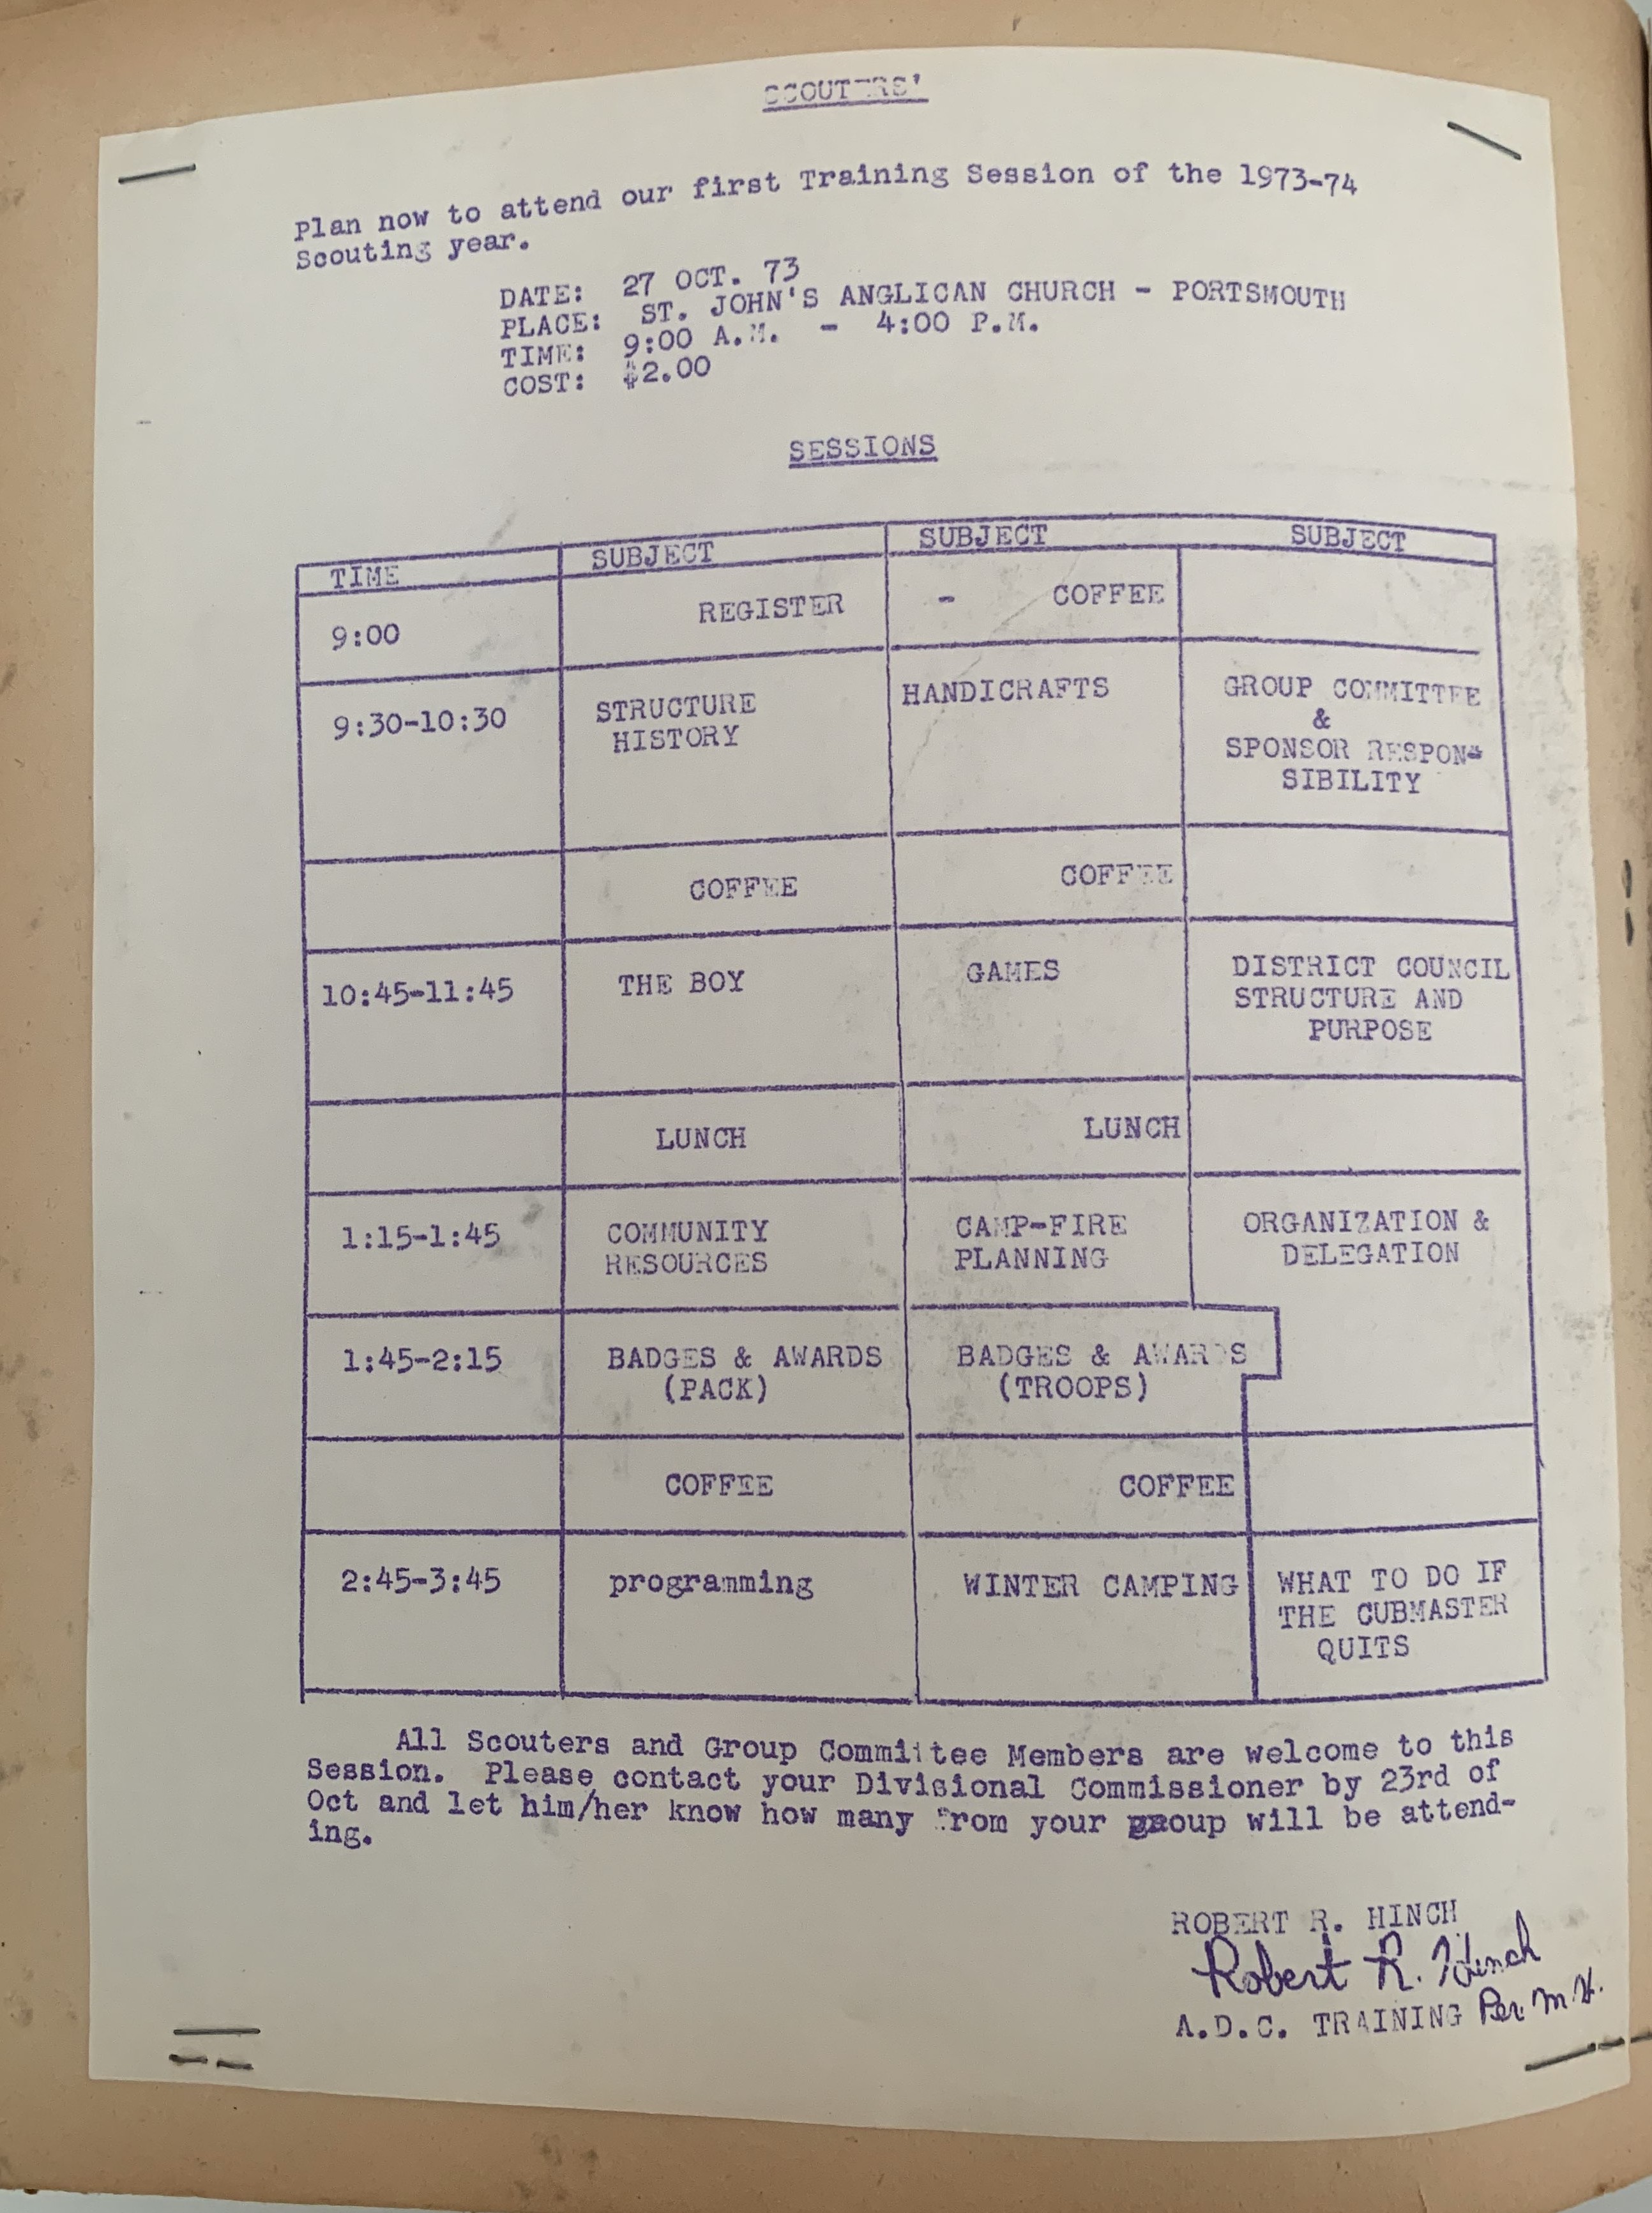 SCOUTERS'
Plan now to attend our first Training Session of the 1973-74
Scouting year.
DATE: 27 OCT. 73
PLACE: ST. JOHN'S ANGLICAN CHURCH - PORTSMOUTH
TIME: 9:00 A.M. - 4:00 P.M.
COST: $2.00
SESSIONS
TIME SUBJECT SUBJECT SUBJECT
9:00 REGISTER - COFFEE
9:30-10:30 STRUCTURE HANDICRAFTS GROUP COMMITTEE
HISTORY &
SPONSOR RESPON-
SIBILITY
COFFEE COFFEE
10:45-11:45 THE BOY GAMES DISTRICT COUNCIL
STRUCTURE AND
PURPOSE
LUNCH LUNCH
1:15-1:45 COMMUNITY CAMP-FIRE ORGANIZATION &
RESOURCES PLANNING DELEGATION
1:45-2:15 BADGES & AWARDS BADGES & AWARDS
(PACK) (TROOPS)
COFFEE COFFEE
2:45-3:45 programming WINTER CAMPING WHAT TO DO IF
THE CUBMASTER
QUITS
All Scouters and Group Committee Members are welcome to this
Session. Please contact your Divisional Commissioner by 23rd of
Oct and let him/her know how many from your group will be attend-
ing.
ROBERT R. HINCH
Robert R. Hinch
A.D.C. TRAINING Per M.H.